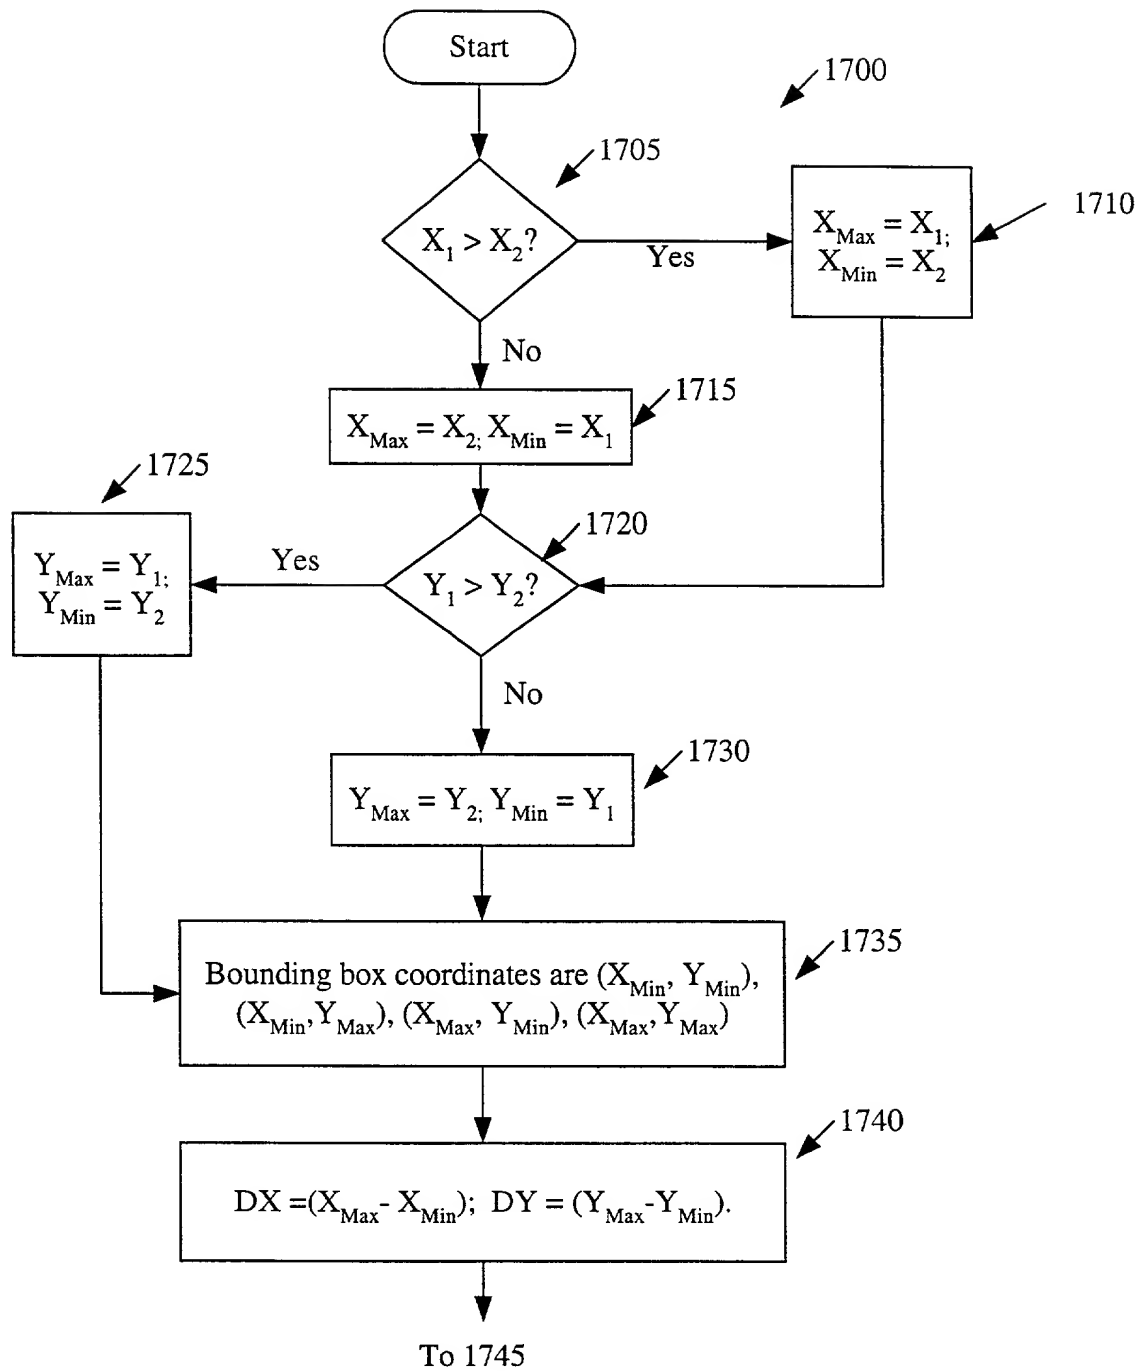 Start
1700
1705
X1 > X2?
Yes
1710
XMax = X1;
XMin = X2
No
1715
XMax = X2; XMin = X1
1725
YMax = Y1;
YMin = Y2
Yes
1720
Y1 > Y2?
No
1730
YMax = Y2; YMin = Y1
1735
Bounding box coordinates are (XMin, YMin),
(XMin,YMax), (XMax, YMin), (XMax,YMax)
1740
DX =(XMax- XMin); DY = (YMax-YMin).
To 1745